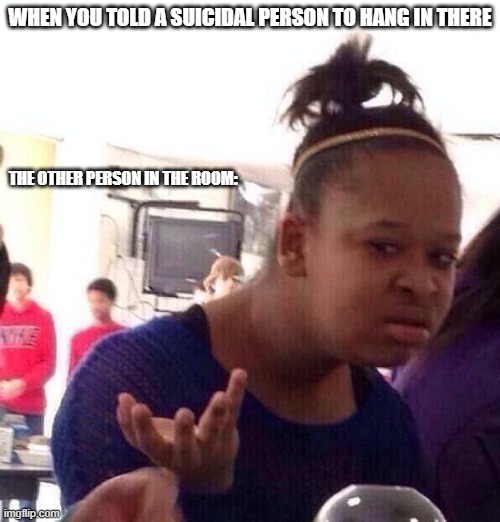 WHEN YOU TOLD A SUICIDAL PERSON TO HANG IN THERE
THE OTHER PERSON IN THE ROOM:
NIKE
imgflip.com